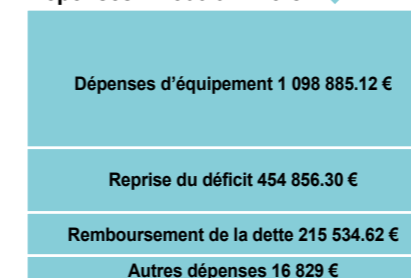 Dépenses d’équipement 1 098 885.12 €
Reprise du déficit 454 856.30 €
Remboursement de la dette 215 534.62 €
Autres dépenses 16 829 €